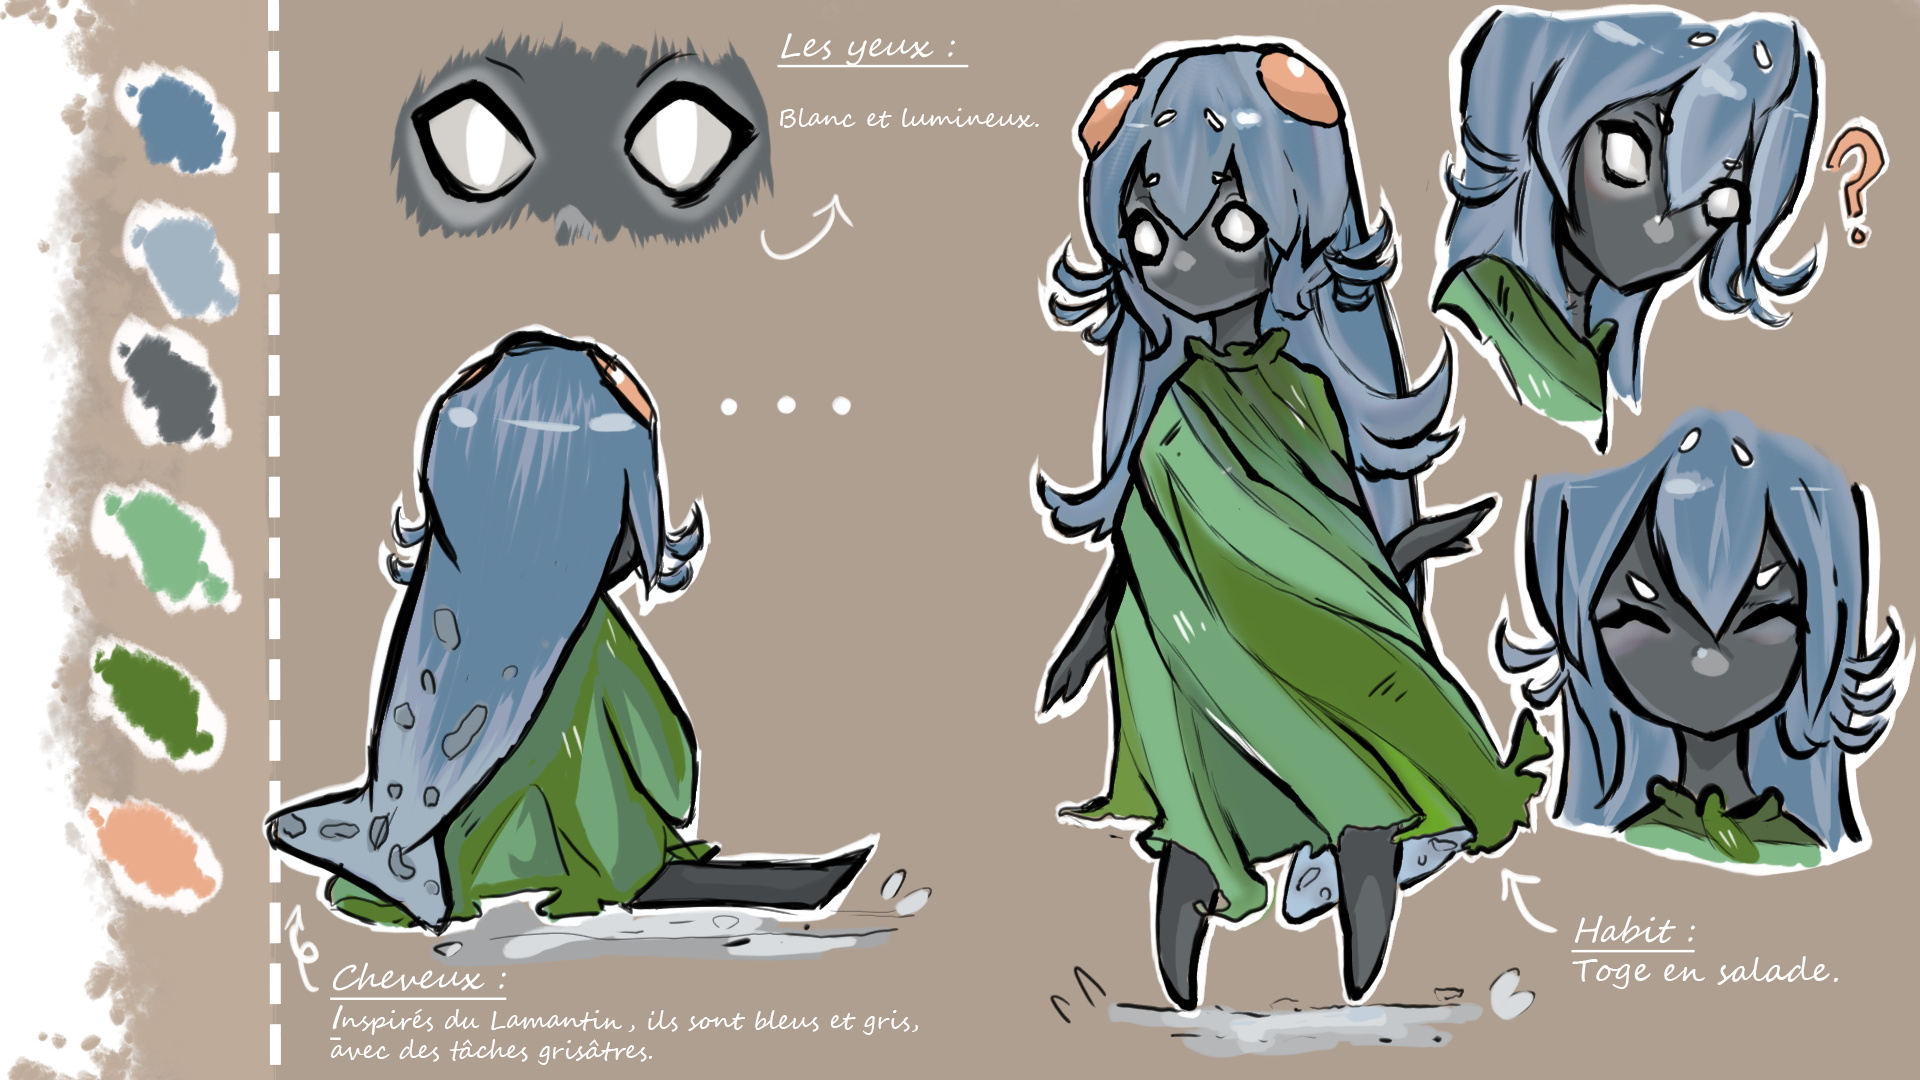 Les yeux :
Blanc et lumineux.
?
Cheveux :
Inspirés du Lamantin, ils sont bleus et gris,
avec des tâches grisâtres.
Habit :
Toge en salade.